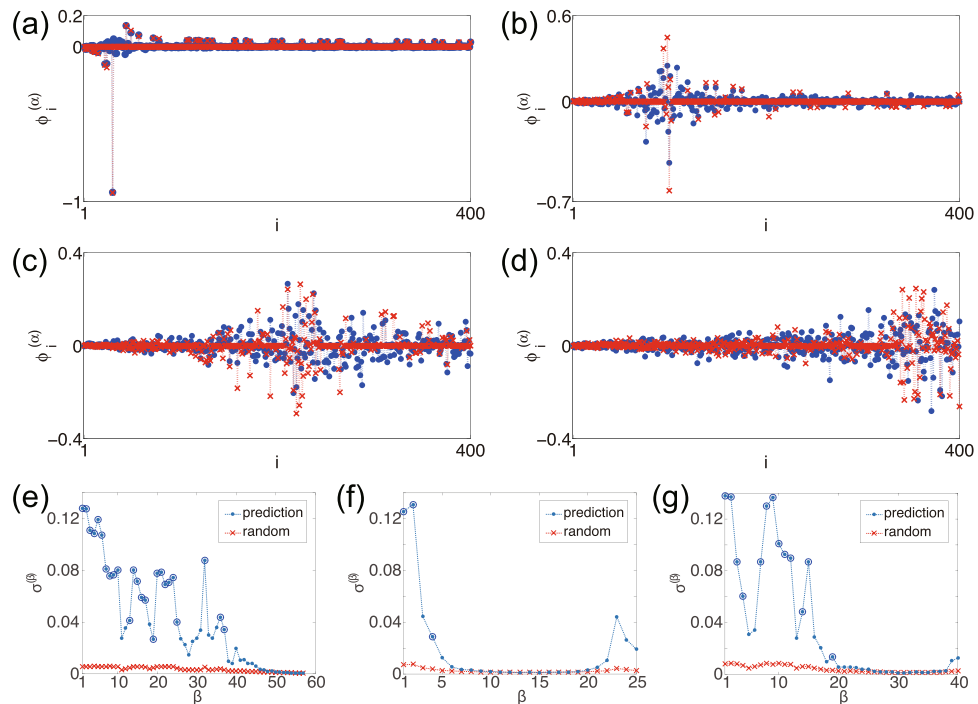 (a)
0.2
0
−1
ϕ i (α)
1
400
i
(b)
0.6
0
−0.7
ϕ i (α)
1
400
i
(c)
0.4
0
−0.4
ϕ i (α)
1
400
i
(d)
0.4
0
−0.4
ϕ i (α)
1
400
i
(e)
0.12
0.08
0.04
0
σ(β)
prediction
random
1 10 20 30 40 50 60
β
(f)
0.12
0.08
0.04
0
σ(β)
prediction
random
1 5 10 15 20 25
β
(g)
0.12
0.08
0.04
0
σ(β)
prediction
random
1 10 20 30 40
β